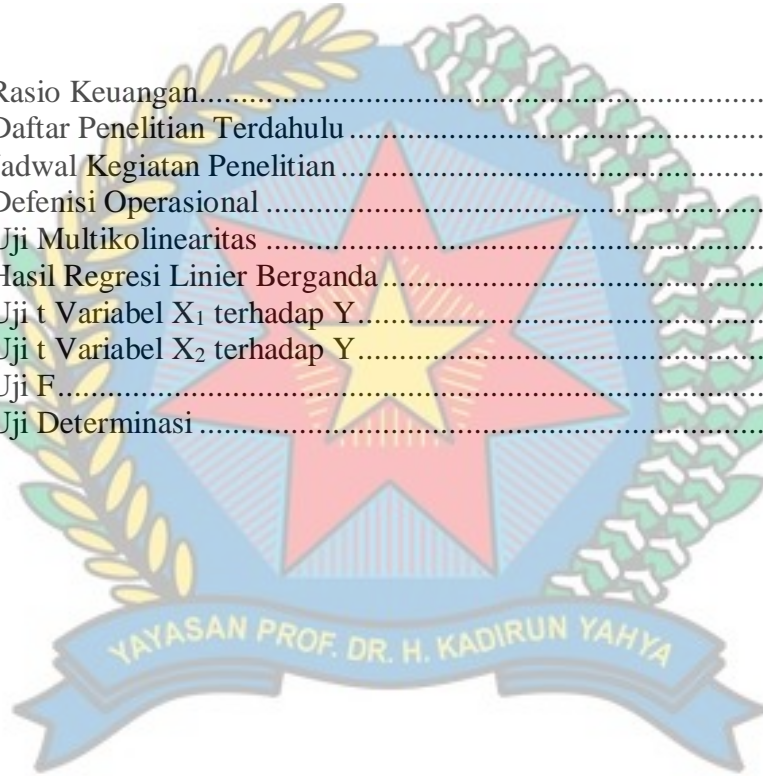 Rasio Keuangan........................................................................
Daftar Penelitian Terdahulu ....................................................
Jadwal Kegiatan Penelitian .....................................................
Defenisi Operasional ...............................................................
Uji Multikolinearitas ...............................................................
Hasil Regresi Linier Berganda................................................
Uji t Variabel X₁ terhadap Y...................................................
Uji t Variabel X₂ terhadap Y...................................................
Uji F.........................................................................................
Uji Determinasi .......................................................................
YAYASAN PROF. DR. H. KADIRUN YAHYA